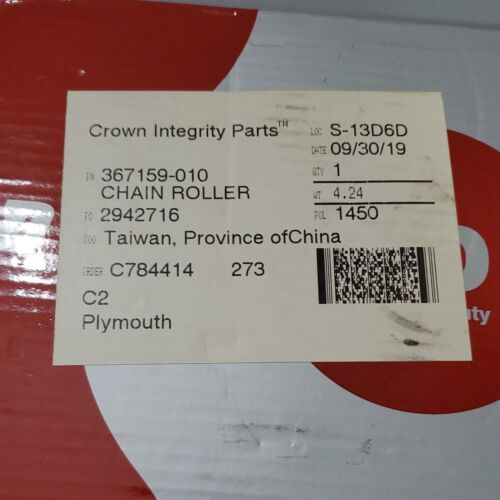 Crown Integrity Parts™
LOC S-13D6D
DATE 09/30/19
P/N 367159-010
QTY 1
CHAIN ROLLER
WT 4.24
PO 2942716
POL 1450
COO Taiwan, Province ofChina
ORDER C784414 273
C2
Plymouth